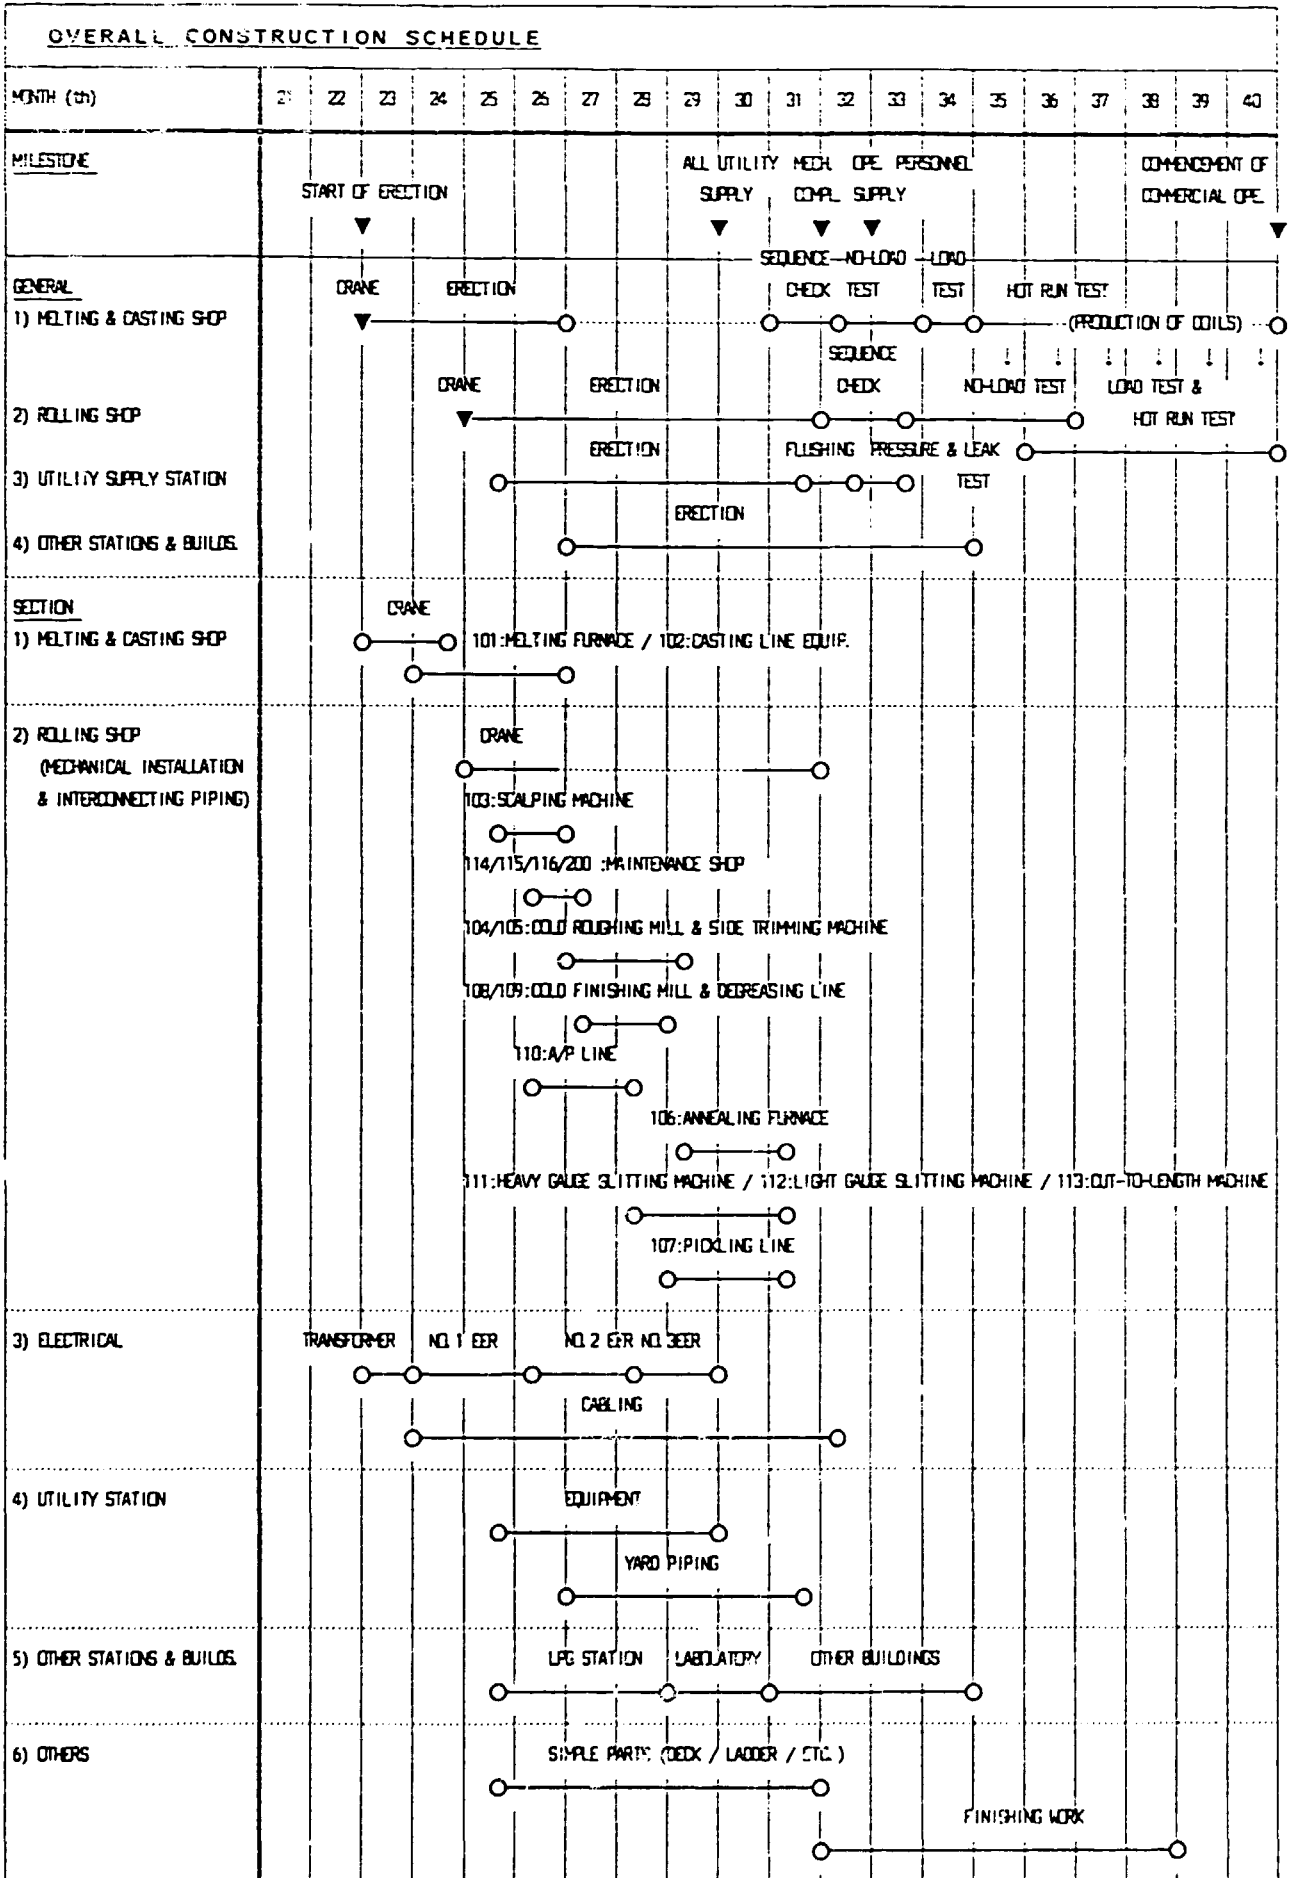 OVERALL CONSTRUCTION SCHEDULE
MONTH (th) 21 22 23 24 25 26 27 28 29 30 31 32 33 34 35 36 37 38 39 40
MILESTONE
ALL UTILITY MECH. OPE. PERSONNEL COMMENCEMENT OF
START OF ERECTION SUPPLY COMPL. SUPPLY COMMERCIAL OPE.
SEQUENCE NO-LOAD LOAD
GENERAL CRANE ERECTION CHECK TEST TEST HOT RUN TEST
1) MELTING & CASTING SHOP (PRODUCTION OF COILS)
SEQUENCE
CRANE ERECTION CHECK NO-LOAD TEST LOAD TEST &
2) ROLLING SHOP HOT RUN TEST
ERECTION FLUSHING PRESSURE & LEAK
3) UTILITY SUPPLY STATION TEST
ERECTION
4) OTHER STATIONS & BUILDS.
SECTION CRANE
1) MELTING & CASTING SHOP 101:MELTING FURNACE / 102:CASTING LINE EQUIP.
2) ROLLING SHOP CRANE
(MECHANICAL INSTALLATION
& INTERCONNECTING PIPING)
103:SCALPING MACHINE
114/115/116/200 :MAINTENANCE SHOP
104/105:COLD ROUGHING MILL & SIDE TRIMMING MACHINE
108/109:COLD FINISHING MILL & DEGREASING LINE
110:A/P LINE
106:ANNEALING FURNACE
111:HEAVY GAUGE SLITTING MACHINE / 112:LIGHT GAUGE SLITTING MACHINE / 113:CUT-TO-LENGTH MACHINE
107:PICKLING LINE
3) ELECTRICAL TRANSFORMER NO.1 EER NO.2 EER NO.3EER
CABLING
4) UTILITY STATION EQUIPMENT
YARD PIPING
5) OTHER STATIONS & BUILDS. LPG STATION LABOLATORY OTHER BUILDINGS
6) OTHERS SIMPLE PARTS (DECK / LADDER / ETC.)
FINISHING WORK